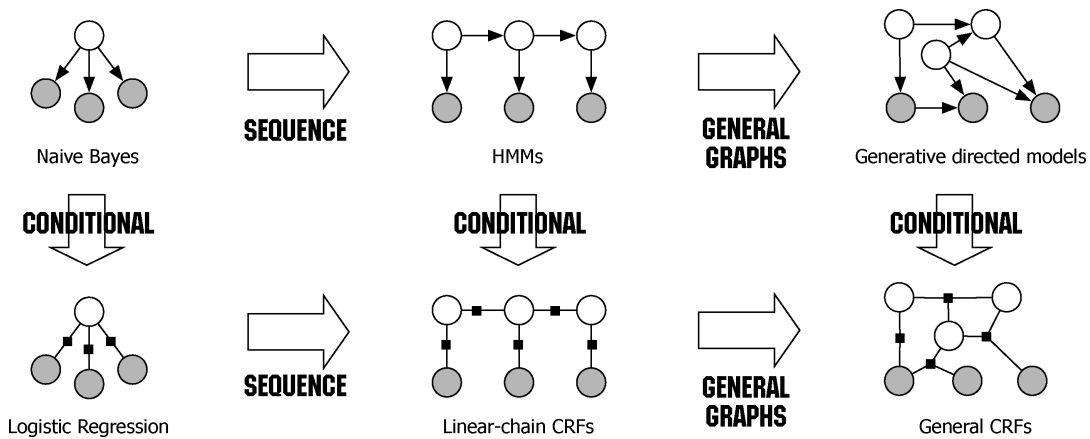 SEQUENCE
GENERAL
GRAPHS
Naive Bayes
HMMs
Generative directed models
CONDITIONAL
CONDITIONAL
CONDITIONAL
SEQUENCE
GENERAL
GRAPHS
Logistic Regression
Linear-chain CRFs
General CRFs